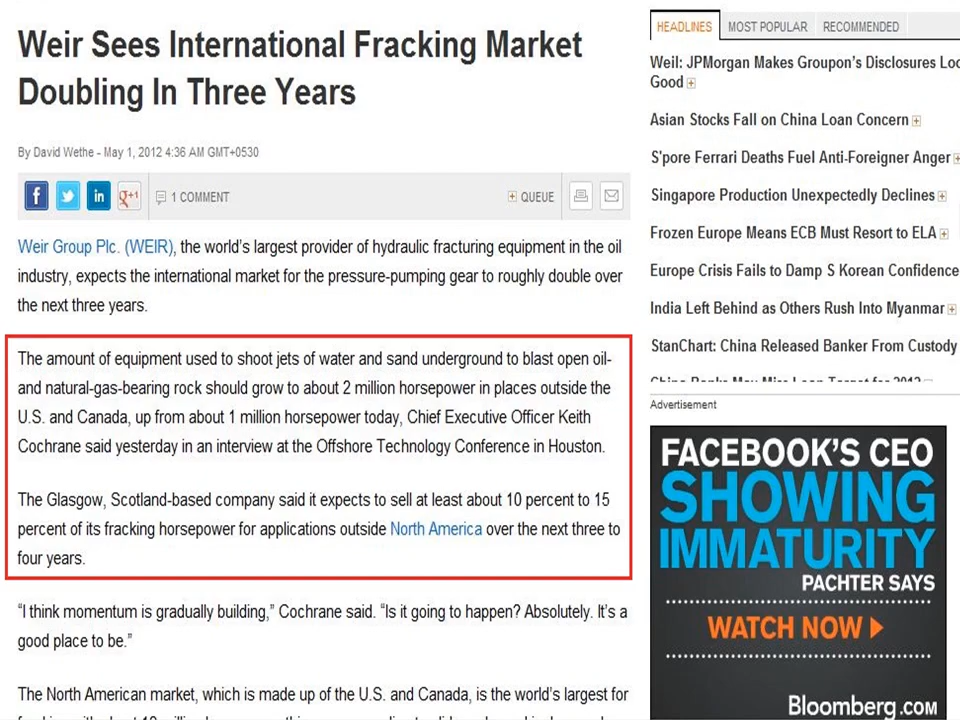 Weir Sees International Fracking Market
Doubling In Three Years
By David Wethe - May 1, 2012 4:36 AM GMT+0530
1 COMMENT
QUEUE
Weir Group Plc. (WEIR), the world's largest provider of hydraulic fracturing equipment in the oil
industry, expects the international market for the pressure-pumping gear to roughly double over
the next three years.
The amount of equipment used to shoot jets of water and sand underground to blast open oil-
and natural-gas-bearing rock should grow to about 2 million horsepower in places outside the
U.S. and Canada, up from about 1 million horsepower today, Chief Executive Officer Keith
Cochrane said yesterday in an interview at the Offshore Technology Conference in Houston.
The Glasgow, Scotland-based company said it expects to sell at least about 10 percent to 15
percent of its fracking horsepower for applications outside North America over the next three to
four years.
“I think momentum is gradually building,” Cochrane said. “Is it going to happen? Absolutely. It's a
good place to be.”
The North American market, which is made up of the U.S. and Canada, is the world's largest for
HEADLINES MOST POPULAR RECOMMENDED
Weil: JPMorgan Makes Groupon's Disclosures Loo
Good
Asian Stocks Fall on China Loan Concern
S'pore Ferrari Deaths Fuel Anti-Foreigner Anger
Singapore Production Unexpectedly Declines
Frozen Europe Means ECB Must Resort to ELA
Europe Crisis Fails to Damp S Korean Confidence
India Left Behind as Others Rush Into Myanmar
StanChart: China Released Banker From Custody
Advertisement
FACEBOOK'S CEO
SHOWING
IMMATURITY
PACHTER SAYS
WATCH NOW
Bloomberg.com